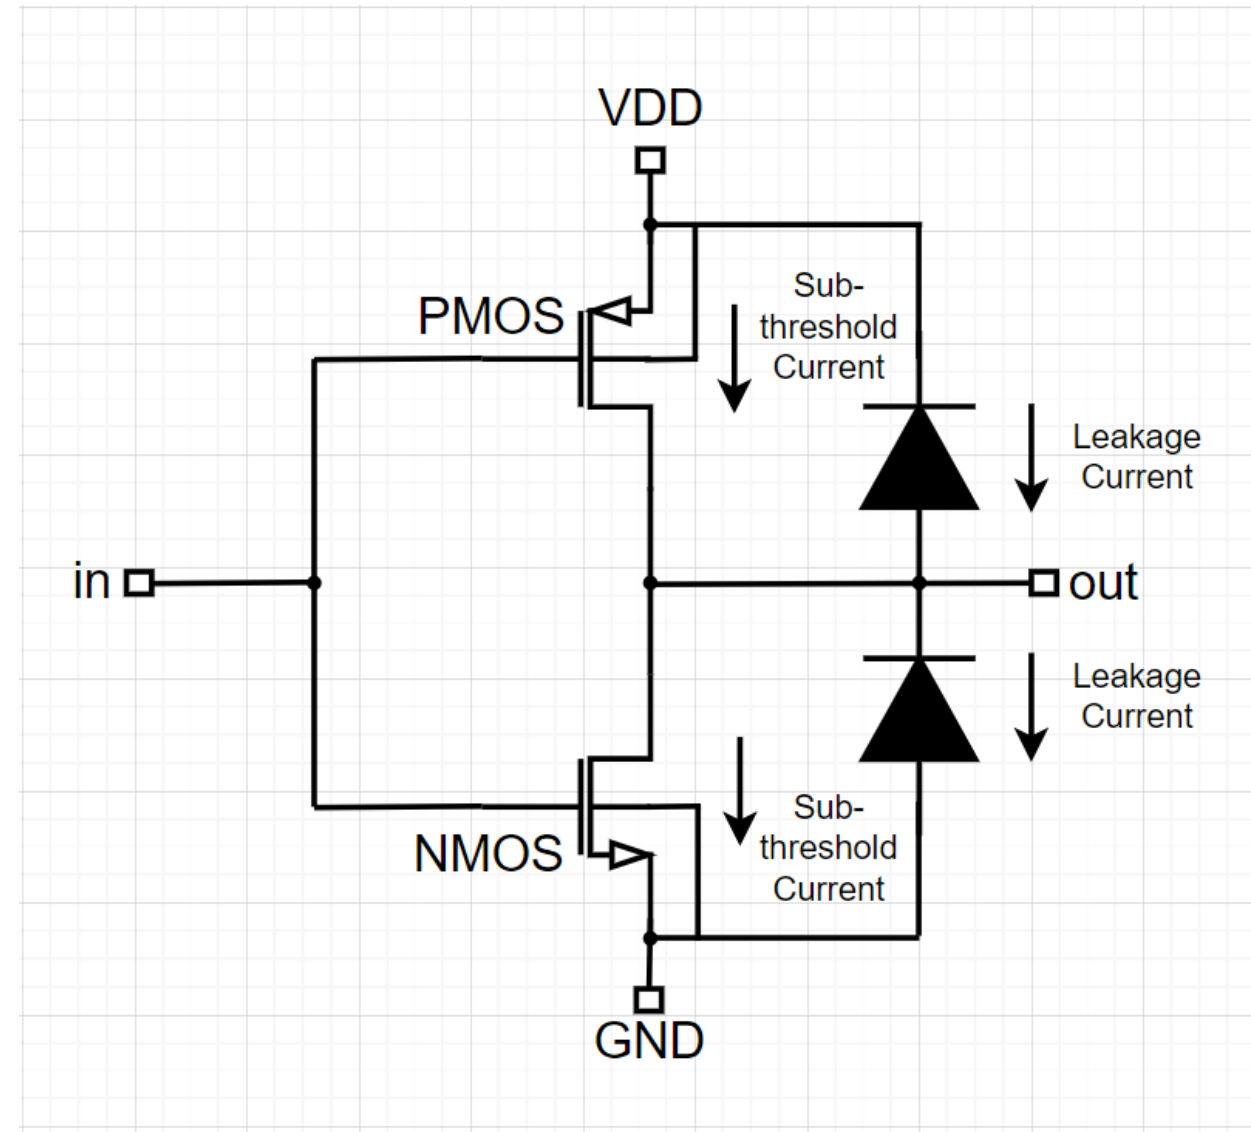 VDD
Sub-
threshold
Current
PMOS
Leakage
Current
in
out
Leakage
Current
Sub-
threshold
Current
NMOS
GND